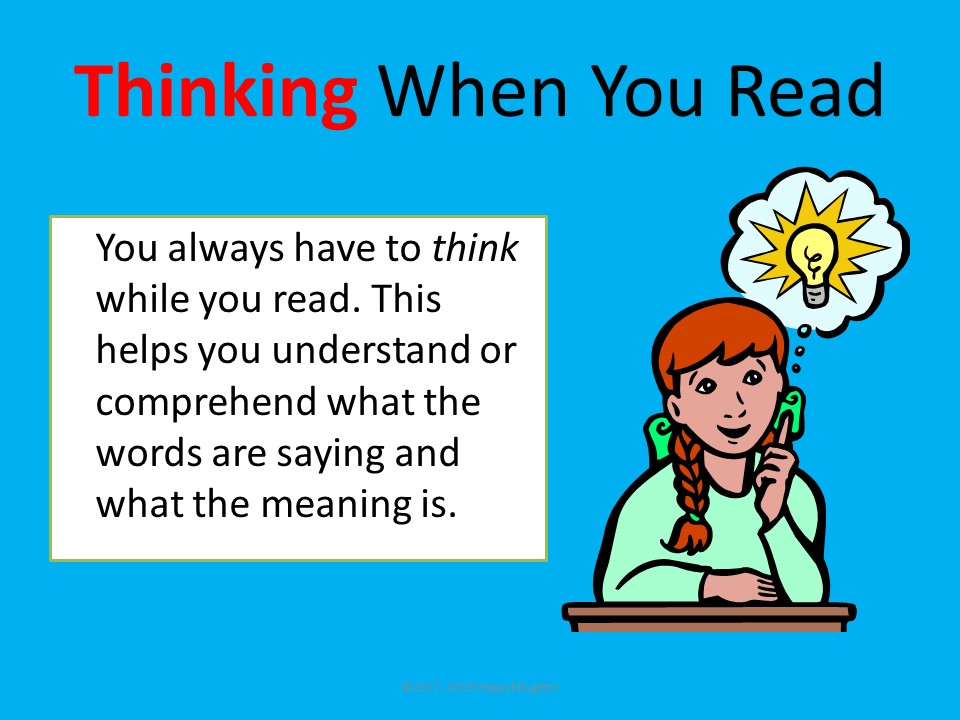 Thinking When You Read
You always have to think
while you read. This
helps you understand or
comprehend what the
words are saying and
what the meaning is.